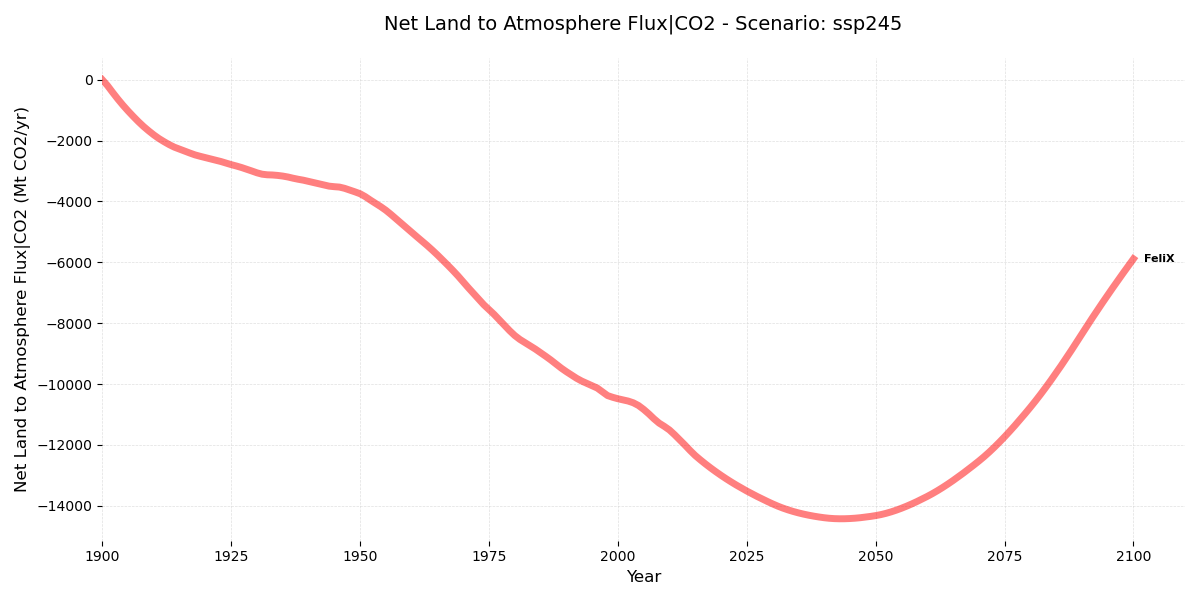 Net Land to Atmosphere Flux|CO2 - Scenario: ssp245
Net Land to Atmosphere Flux|CO2 (Mt CO2/yr)
0
−2000
−4000
−6000
−8000
−10000
−12000
−14000
FeliX
1900 1925 1950 1975 2000 2025 2050 2075 2100
Year